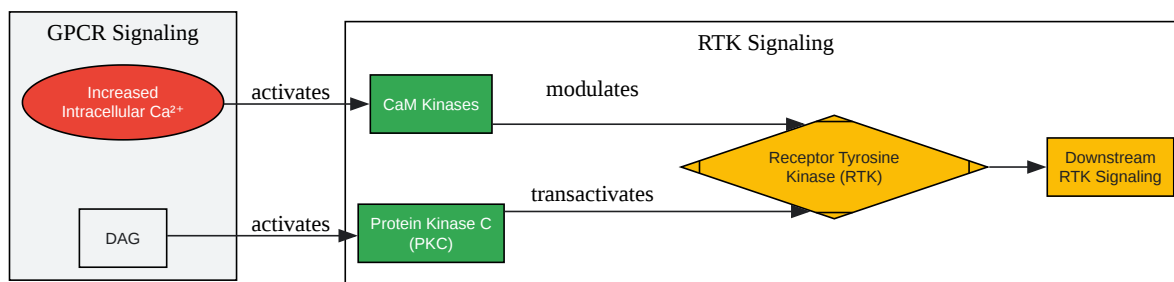 GPCR Signaling
RTK Signaling
Increased
Intracellular Ca²⁺
activates
CaM Kinases
modulates
Receptor Tyrosine
Kinase (RTK)
Downstream
RTK Signaling
DAG
activates
Protein Kinase C
(PKC)
transactivates